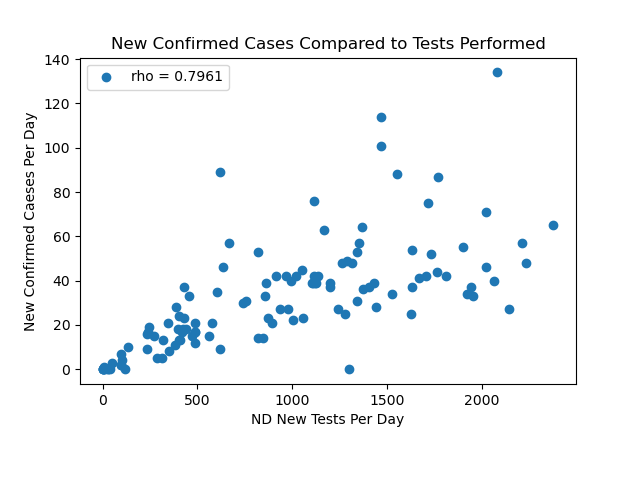 New Confirmed Cases Compared to Tests Performed
rho = 0.7961
New Confirmed Caeses Per Day
140
120
100
80
60
40
20
0
0 500 1000 1500 2000
ND New Tests Per Day